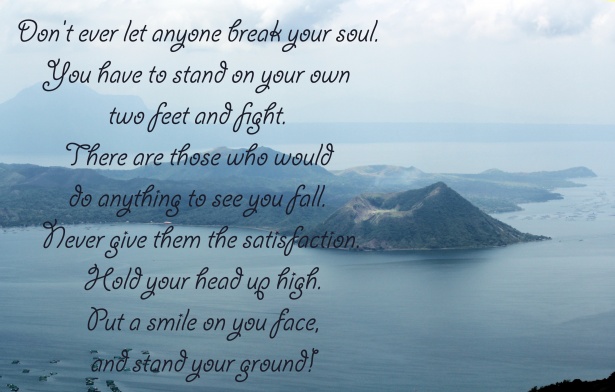 Don't ever let anyone break your soul.
You have to stand on your own
two feet and fight.
There are those who would
do anything to see you fall.
Never give them the satisfaction.
Hold your head up high.
Put a smile on you face,
and stand your ground!